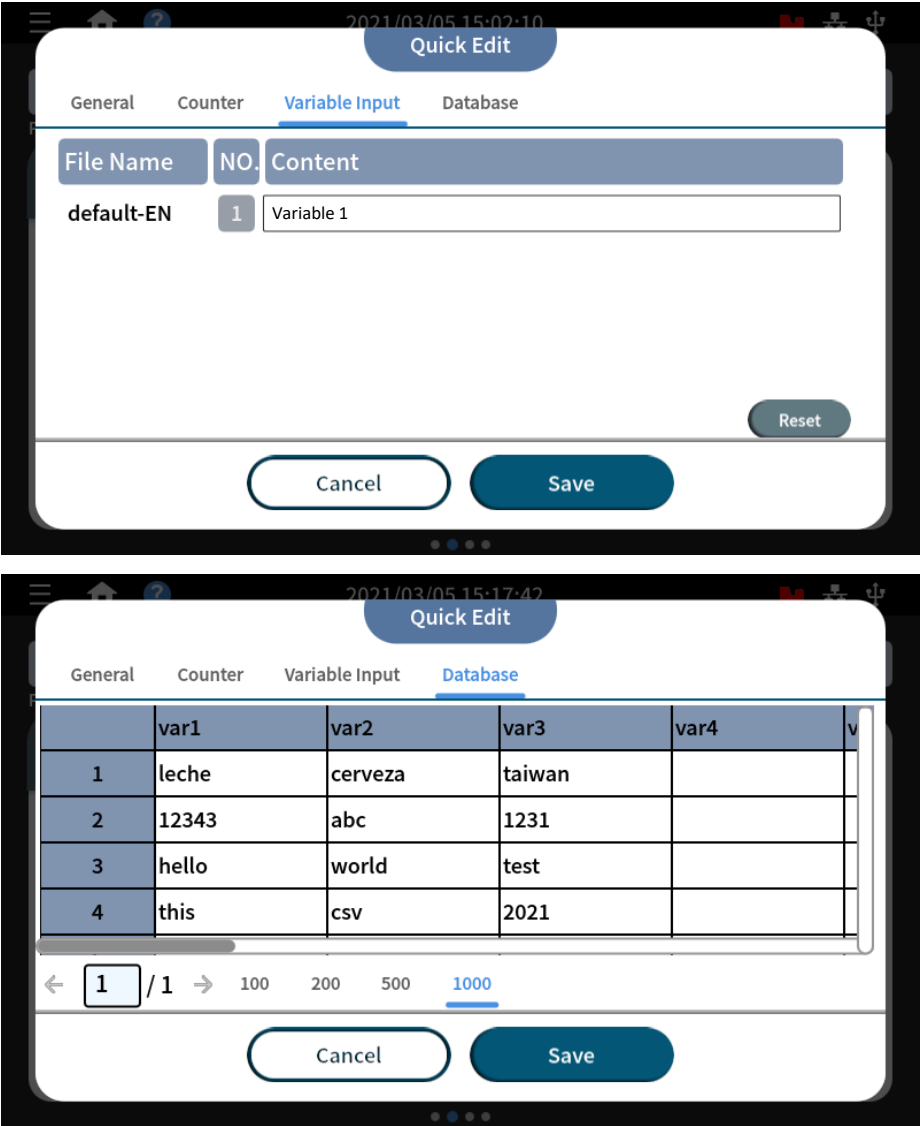 2021/03/05 15:02:10
Quick Edit
General Counter Variable Input Database
File Name NO. Content
default-EN 1 Variable 1
Reset
Cancel Save
2021/03/05 15:17:42
Quick Edit
General Counter Variable Input Database
var1 var2 var3 var4 v
1 leche cerveza taiwan
2 12343 abc 1231
3 hello world test
4 this csv 2021
1 / 1 100 200 500 1000
Cancel Save